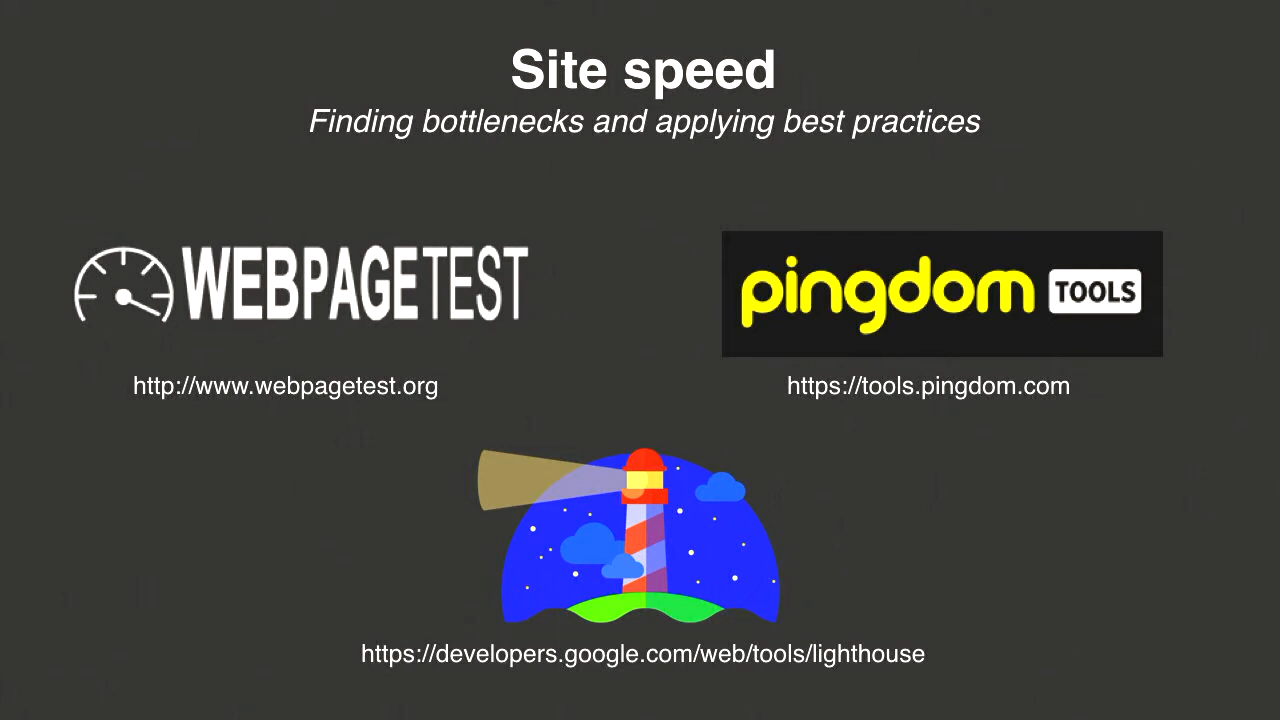 Site speed
Finding bottlenecks and applying best practices
WEBPAGETEST
pingdom TOOLS
http://www.webpagetest.org
https://tools.pingdom.com
https://developers.google.com/web/tools/lighthouse